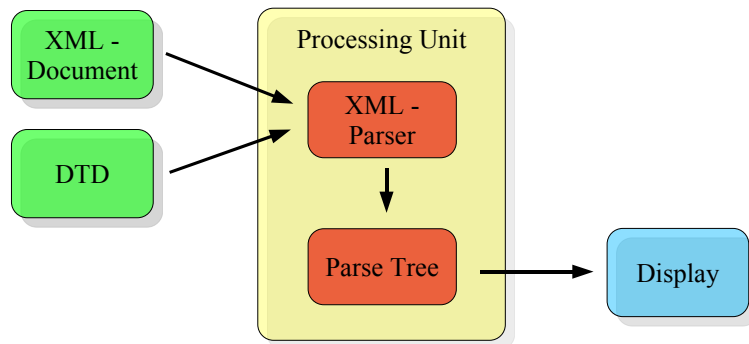 XML -
Document
Processing Unit
XML -
Parser
DTD
Parse Tree
Display